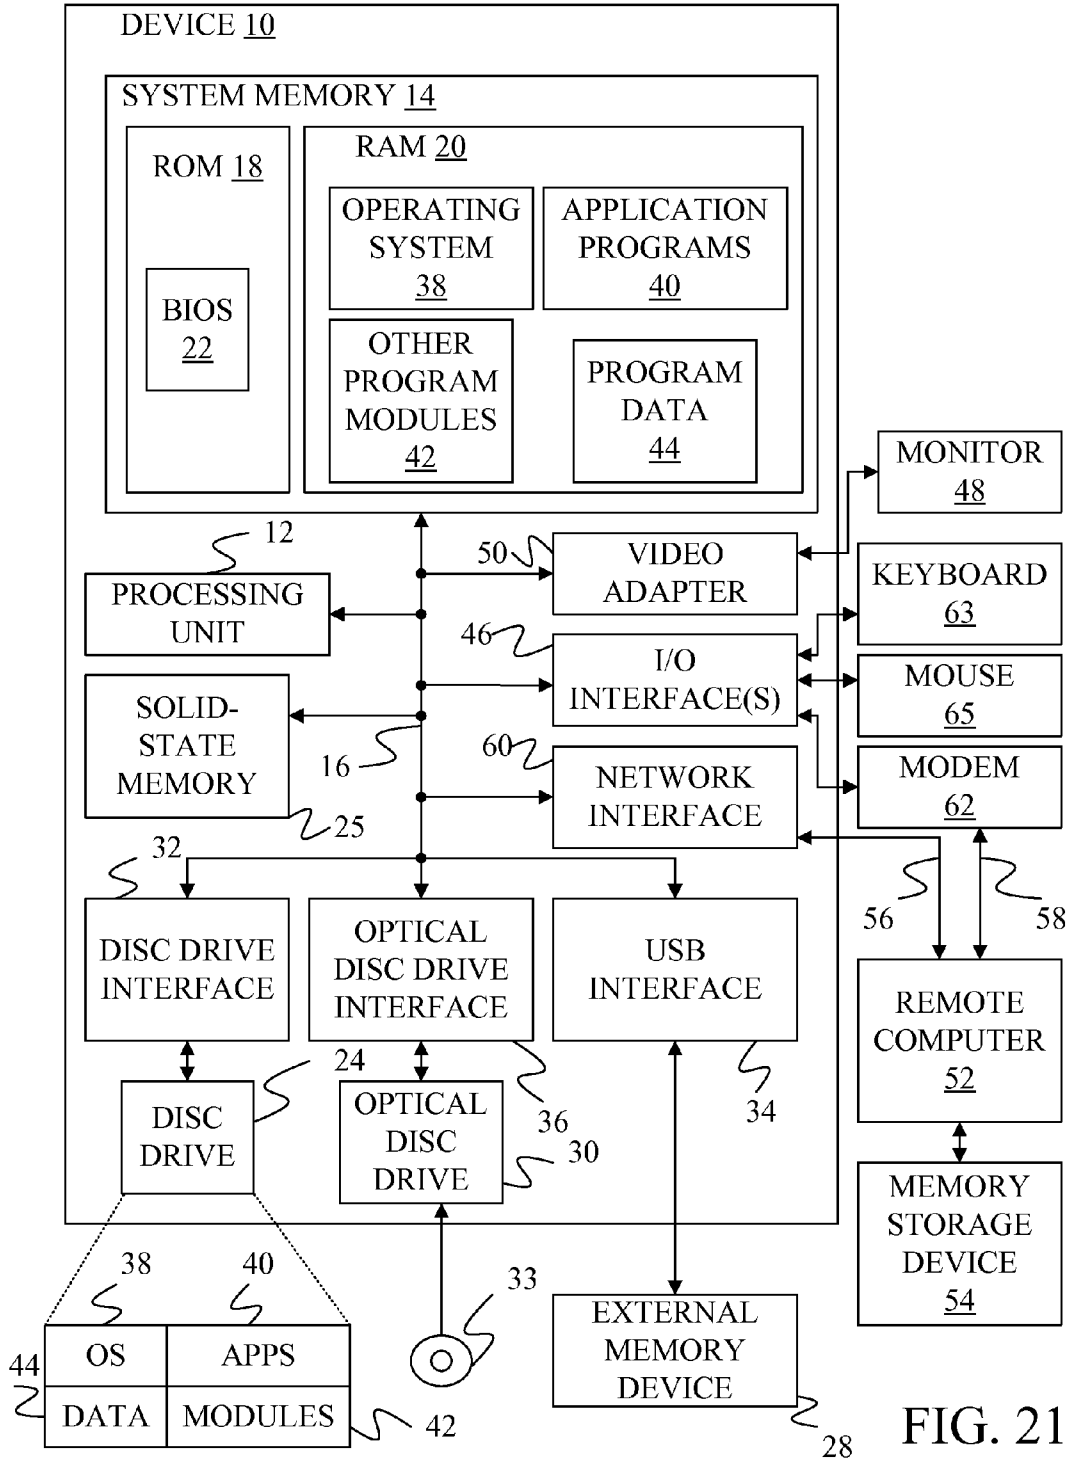 DEVICE 10
SYSTEM MEMORY 14
ROM 18
BIOS
22
RAM 20
OPERATING
SYSTEM
38
APPLICATION
PROGRAMS
40
OTHER
PROGRAM
MODULES
42
PROGRAM
DATA
44
MONITOR
48
12
PROCESSING
UNIT
50
VIDEO
ADAPTER
KEYBOARD
63
46
I/O
INTERFACE(S)
MOUSE
65
SOLID-
STATE
MEMORY
25
16
60
NETWORK
INTERFACE
MODEM
62
56
58
32
DISC DRIVE
INTERFACE
OPTICAL
DISC DRIVE
INTERFACE
USB
INTERFACE
REMOTE
COMPUTER
52
24
36
34
DISC
DRIVE
OPTICAL
DISC
DRIVE
30
MEMORY
STORAGE
DEVICE
54
38
40
33
OS
APPS
44
DATA
MODULES
42
EXTERNAL
MEMORY
DEVICE
28
FIG. 21